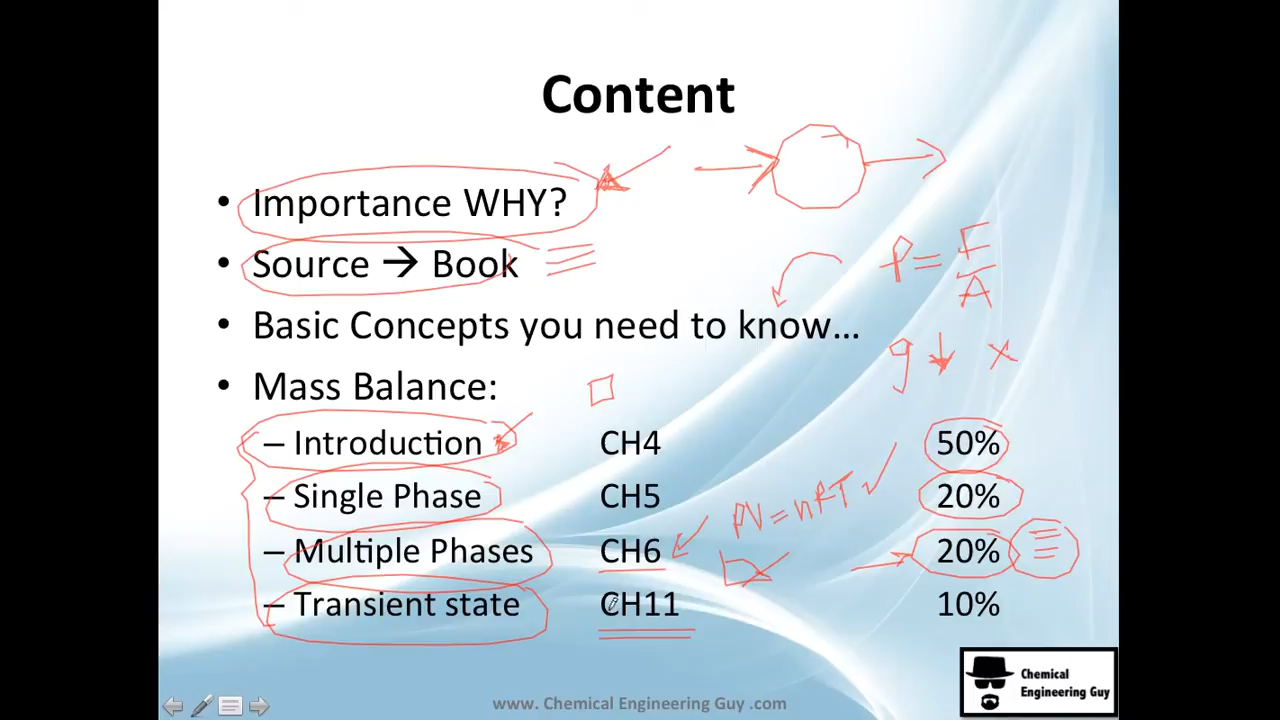 Content
• Importance WHY?
• Source → Book
P = F/A
• Basic Concepts you need to know...
g ↓ x
• Mass Balance:
– Introduction CH4 50%
– Single Phase CH5 20%
PV = nRT ✓
– Multiple Phases CH6 20%
– Transient state CH11 10%
Chemical
Engineering Guy
www. Chemical Engineering Guy .com